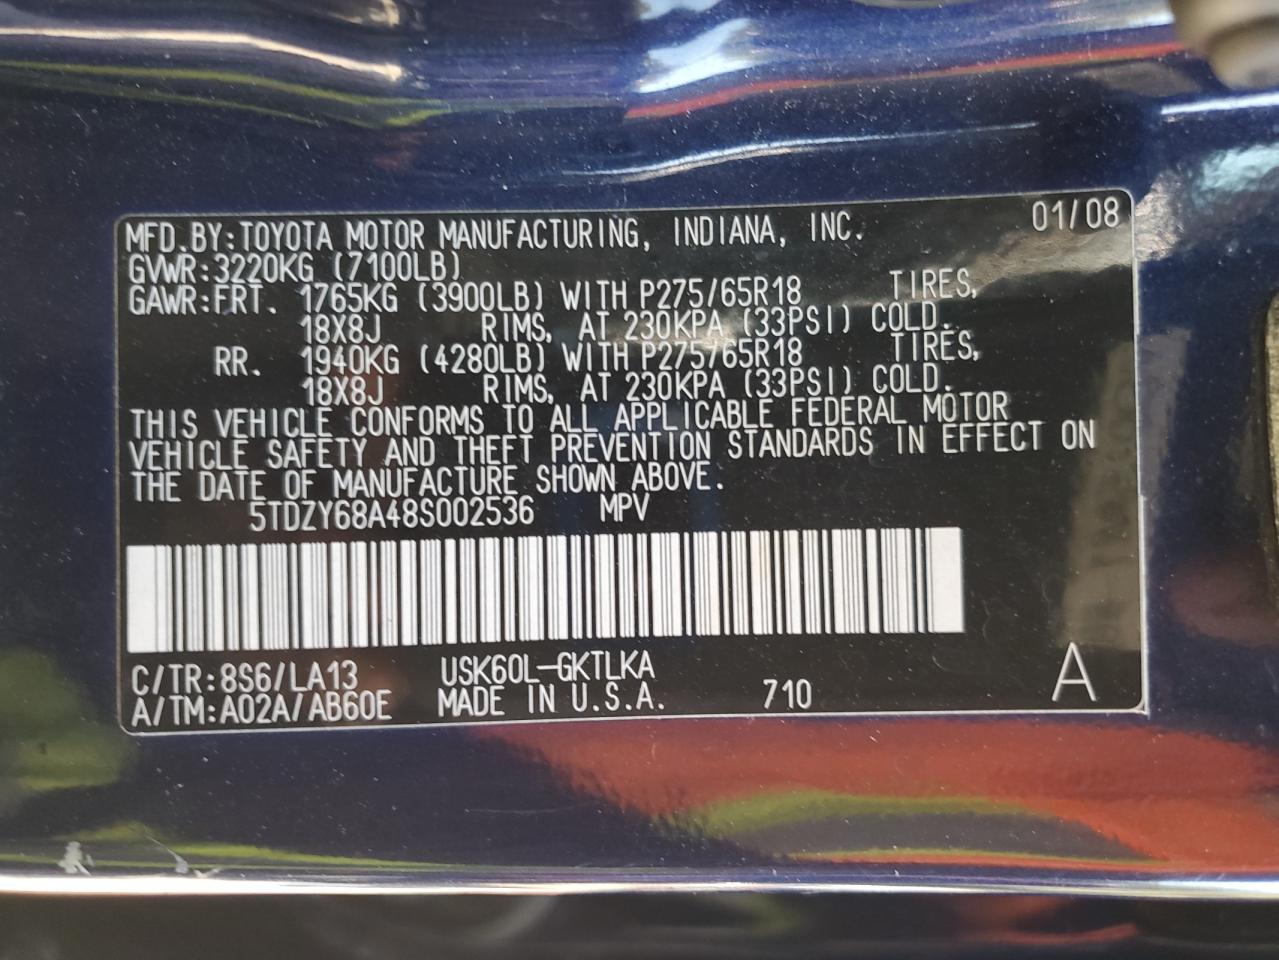 MFD.BY:TOYOTA MOTOR MANUFACTURING, INDIANA, INC. 01/08
GVWR:3220KG (7100LB)
GAWR:FRT. 1765KG (3900LB) WITH P275/65R18 TIRES,
18X8J RIMS, AT 230KPA (33PSI) COLD.
RR. 1940KG (4280LB) WITH P275/65R18 TIRES,
18X8J RIMS, AT 230KPA (33PSI) COLD.
THIS VEHICLE CONFORMS TO ALL APPLICABLE FEDERAL MOTOR
VEHICLE SAFETY AND THEFT PREVENTION STANDARDS IN EFFECT ON
THE DATE OF MANUFACTURE SHOWN ABOVE.
5TDZY68A48S002536 MPV
C/TR:8S6/LA13 USK60L-GKTLKA
A/TM:A02A/AB60E MADE IN U.S.A. 710 A